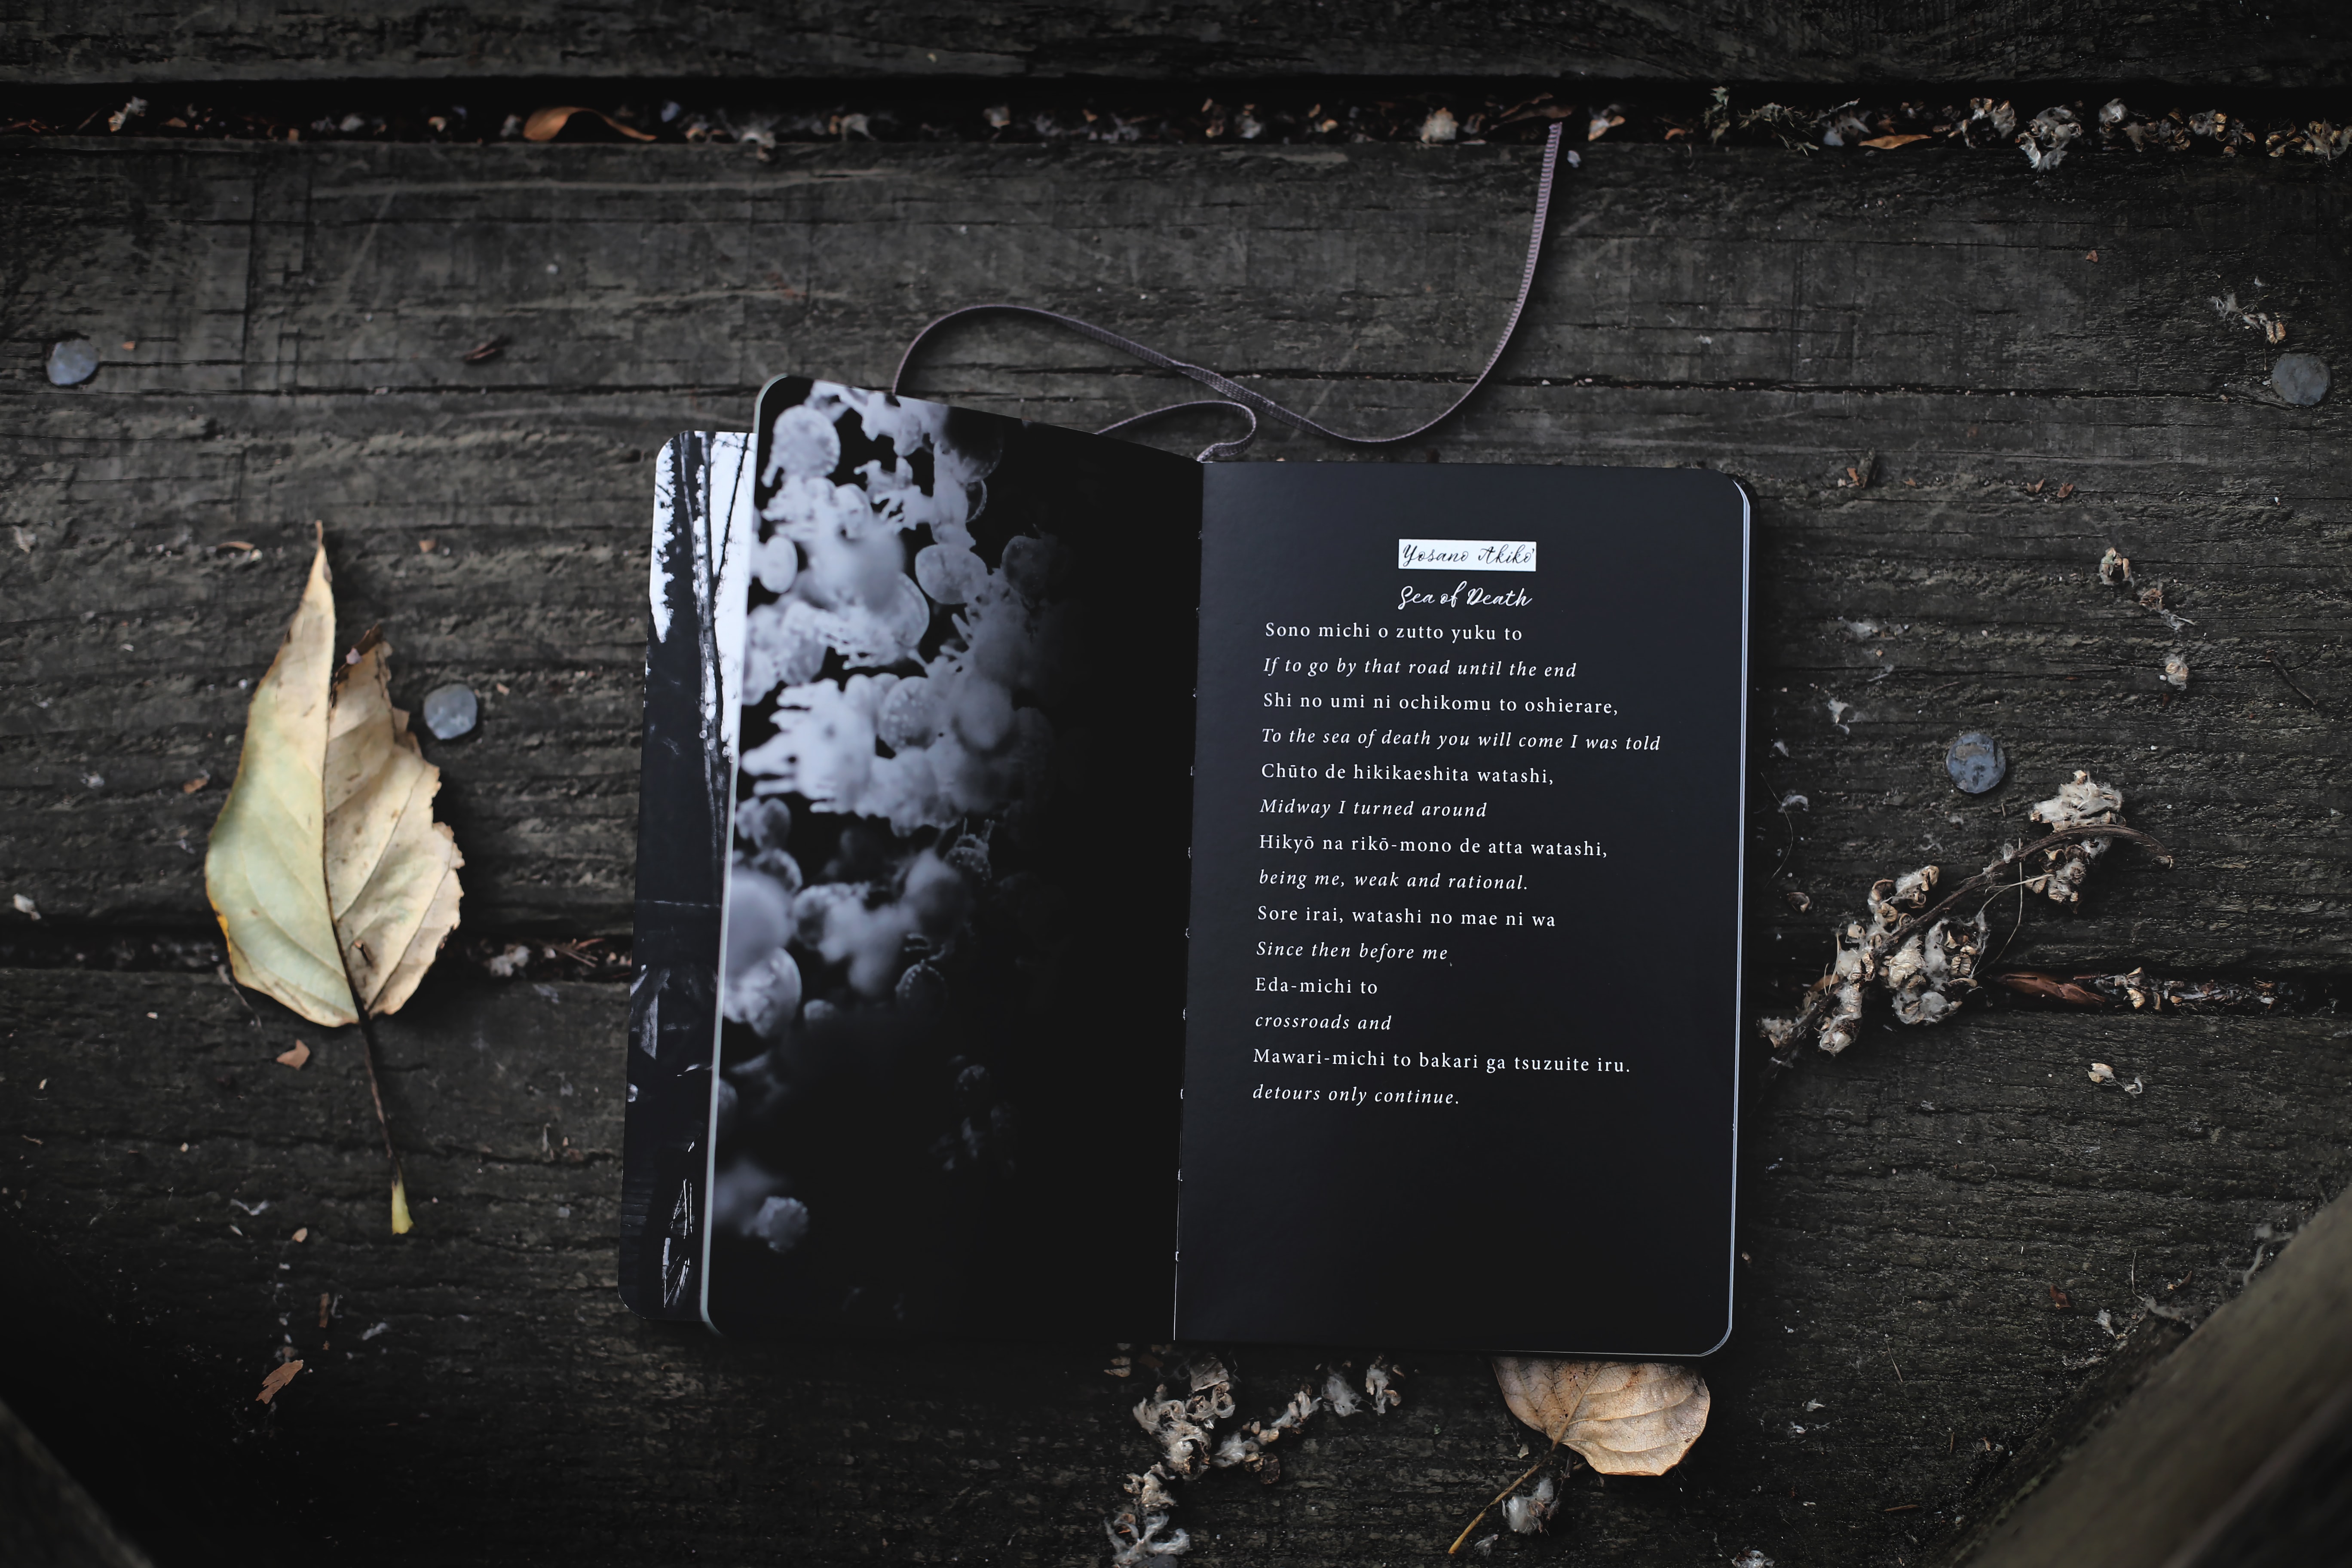 Yosano Akiko
Sea of Death
Sono michi o zutto yuku to
If to go by that road until the end
Shi no umi ni ochikomu to oshierare,
To the sea of death you will come I was told
Chūto de hikikaeshita watashi,
Midway I turned around
Hikyō na rikō-mono de atta watashi,
being me, weak and rational.
Sore irai, watashi no mae ni wa
Since then before me
Eda-michi to
crossroads and
Mawari-michi to bakari ga tsuzuite iru.
detours only continue.